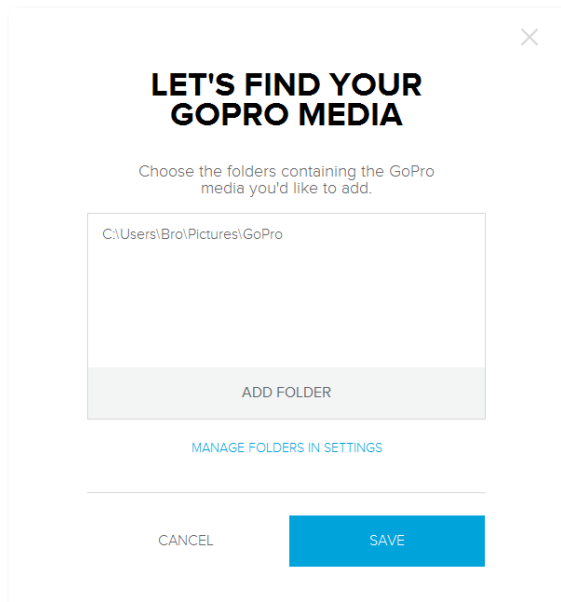 LET'S FIND YOUR
GOPRO MEDIA
Choose the folders containing the GoPro
media you'd like to add.
C:\Users\Bro\Pictures\GoPro
ADD FOLDER
MANAGE FOLDERS IN SETTINGS
CANCEL
SAVE